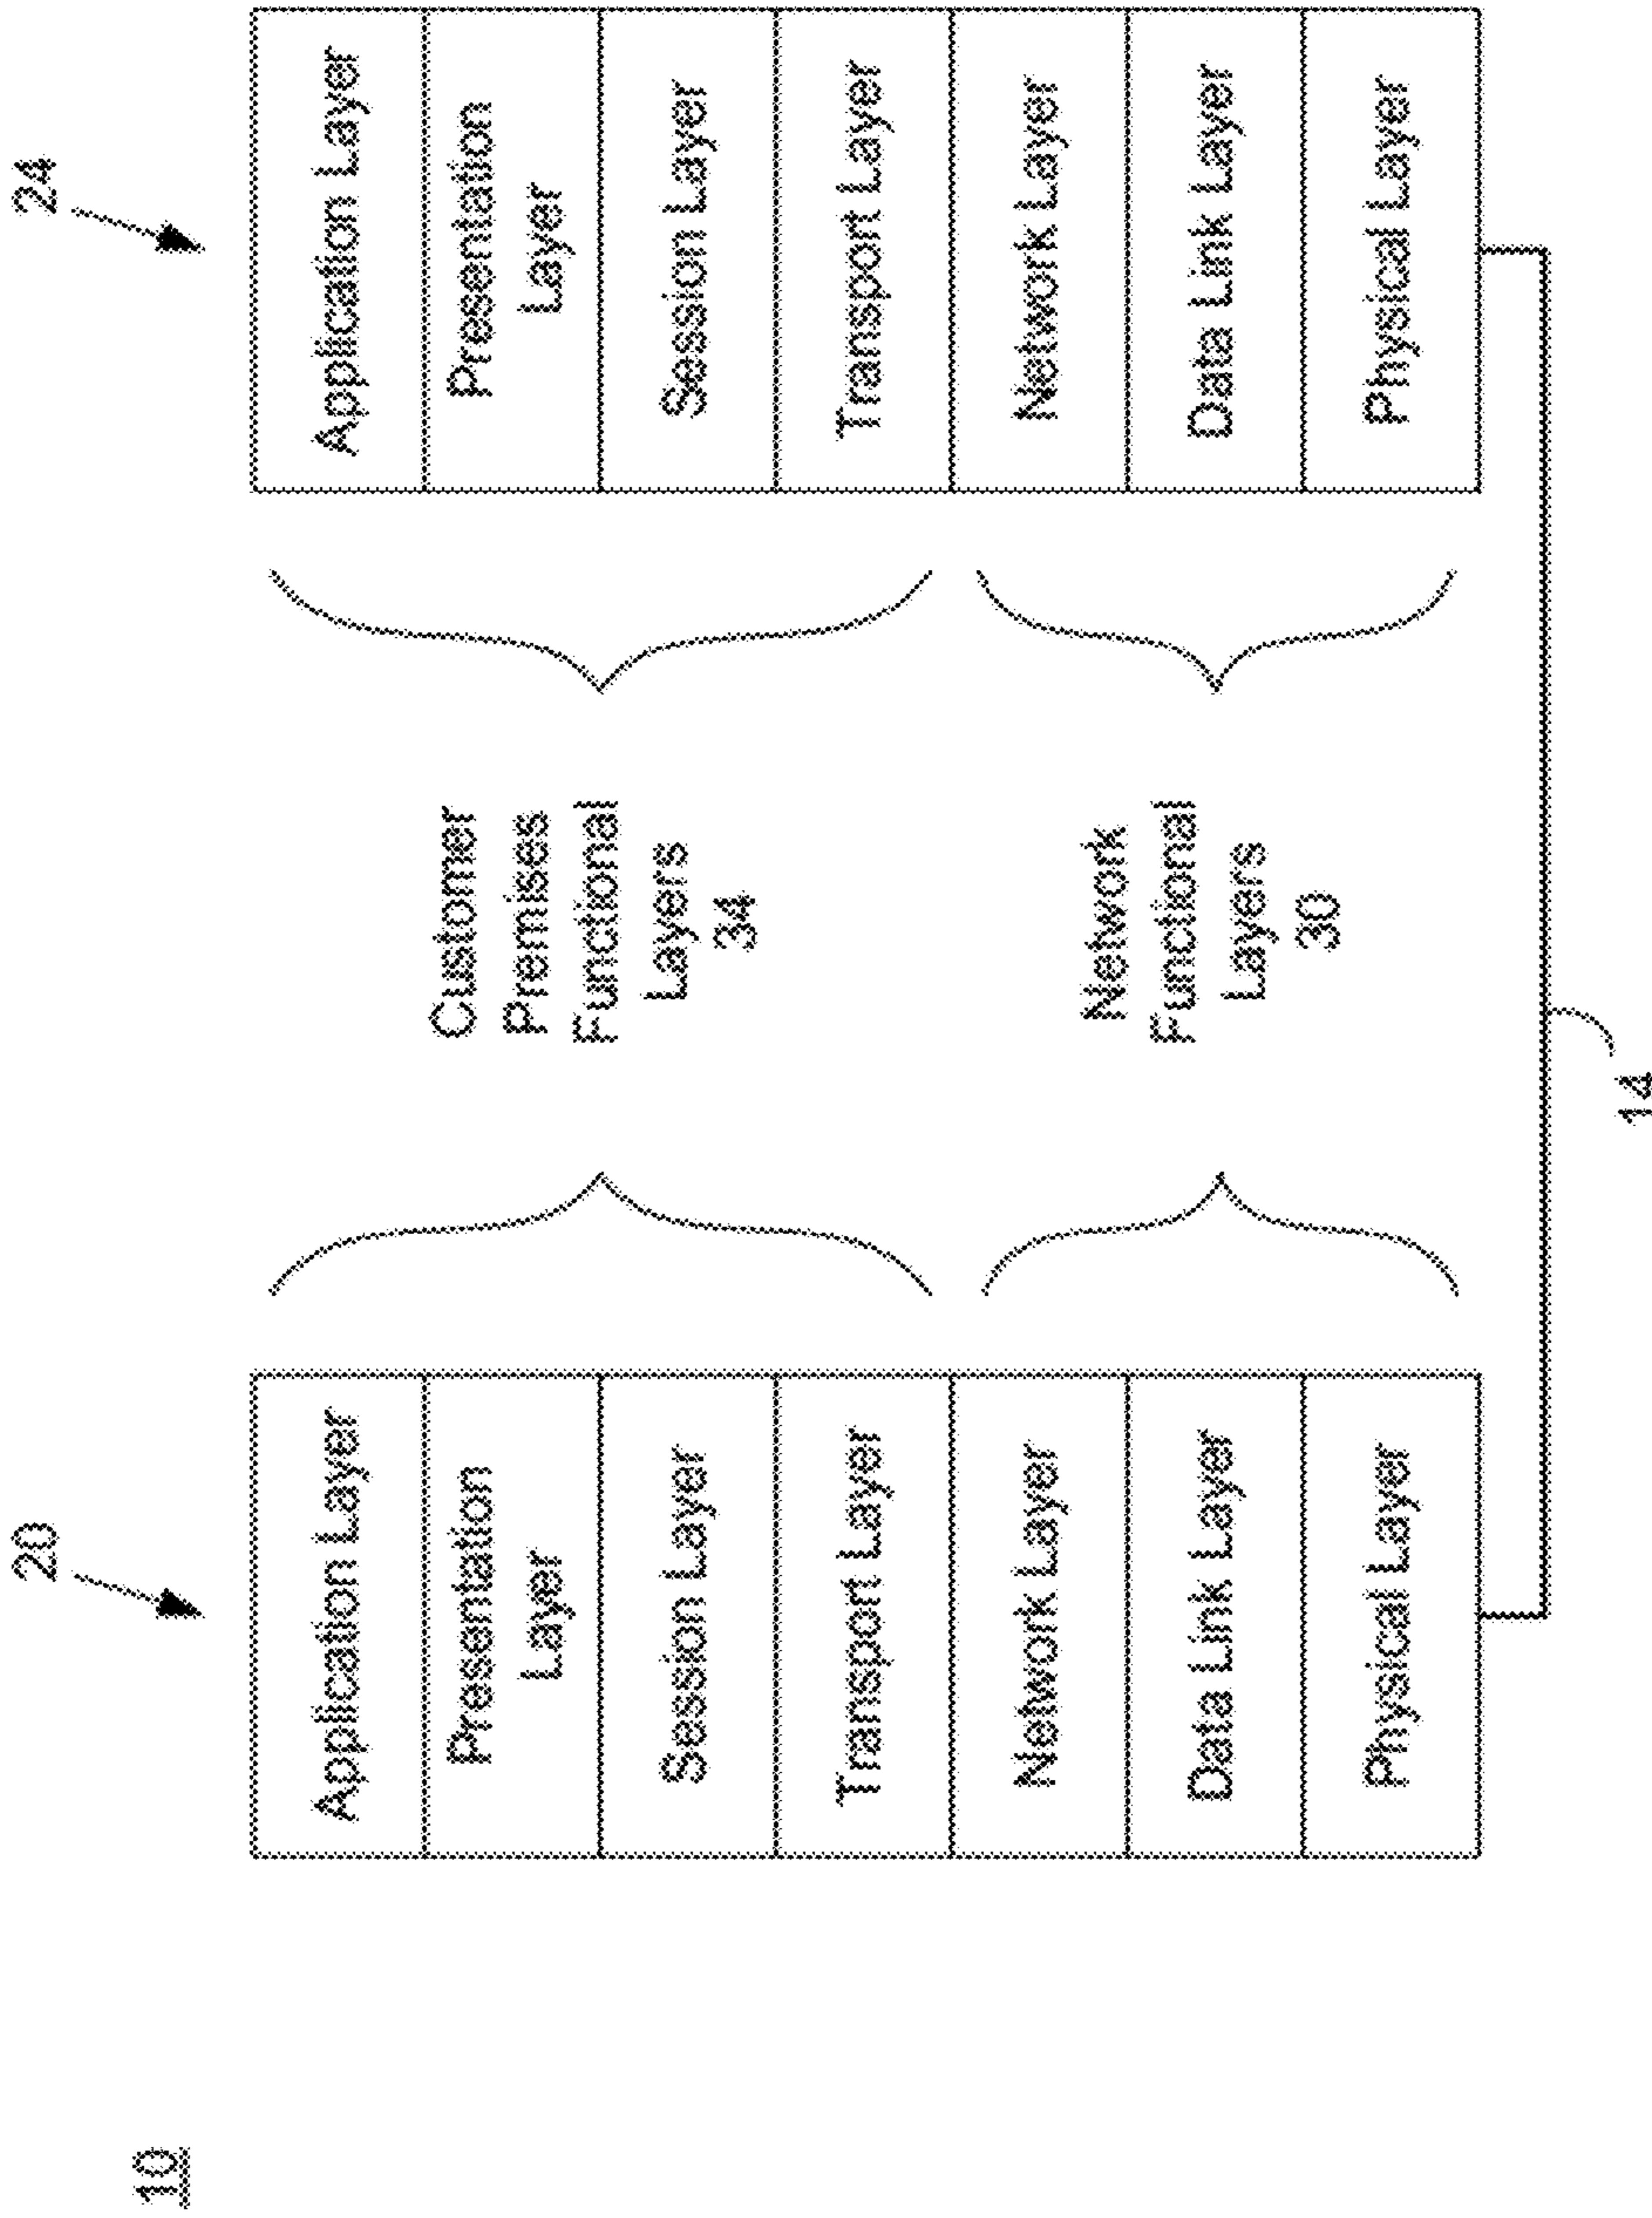 10
20
Application Layer
Presentation
Layer
Session Layer
Transport Layer
Network Layer
Data Link Layer
Physical Layer
Customer
Premises
Functional
Layers
34
Network
Functional
Layers
30
24
Application Layer
Presentation
Layer
Session Layer
Transport Layer
Network Layer
Data Link Layer
Physical Layer
14